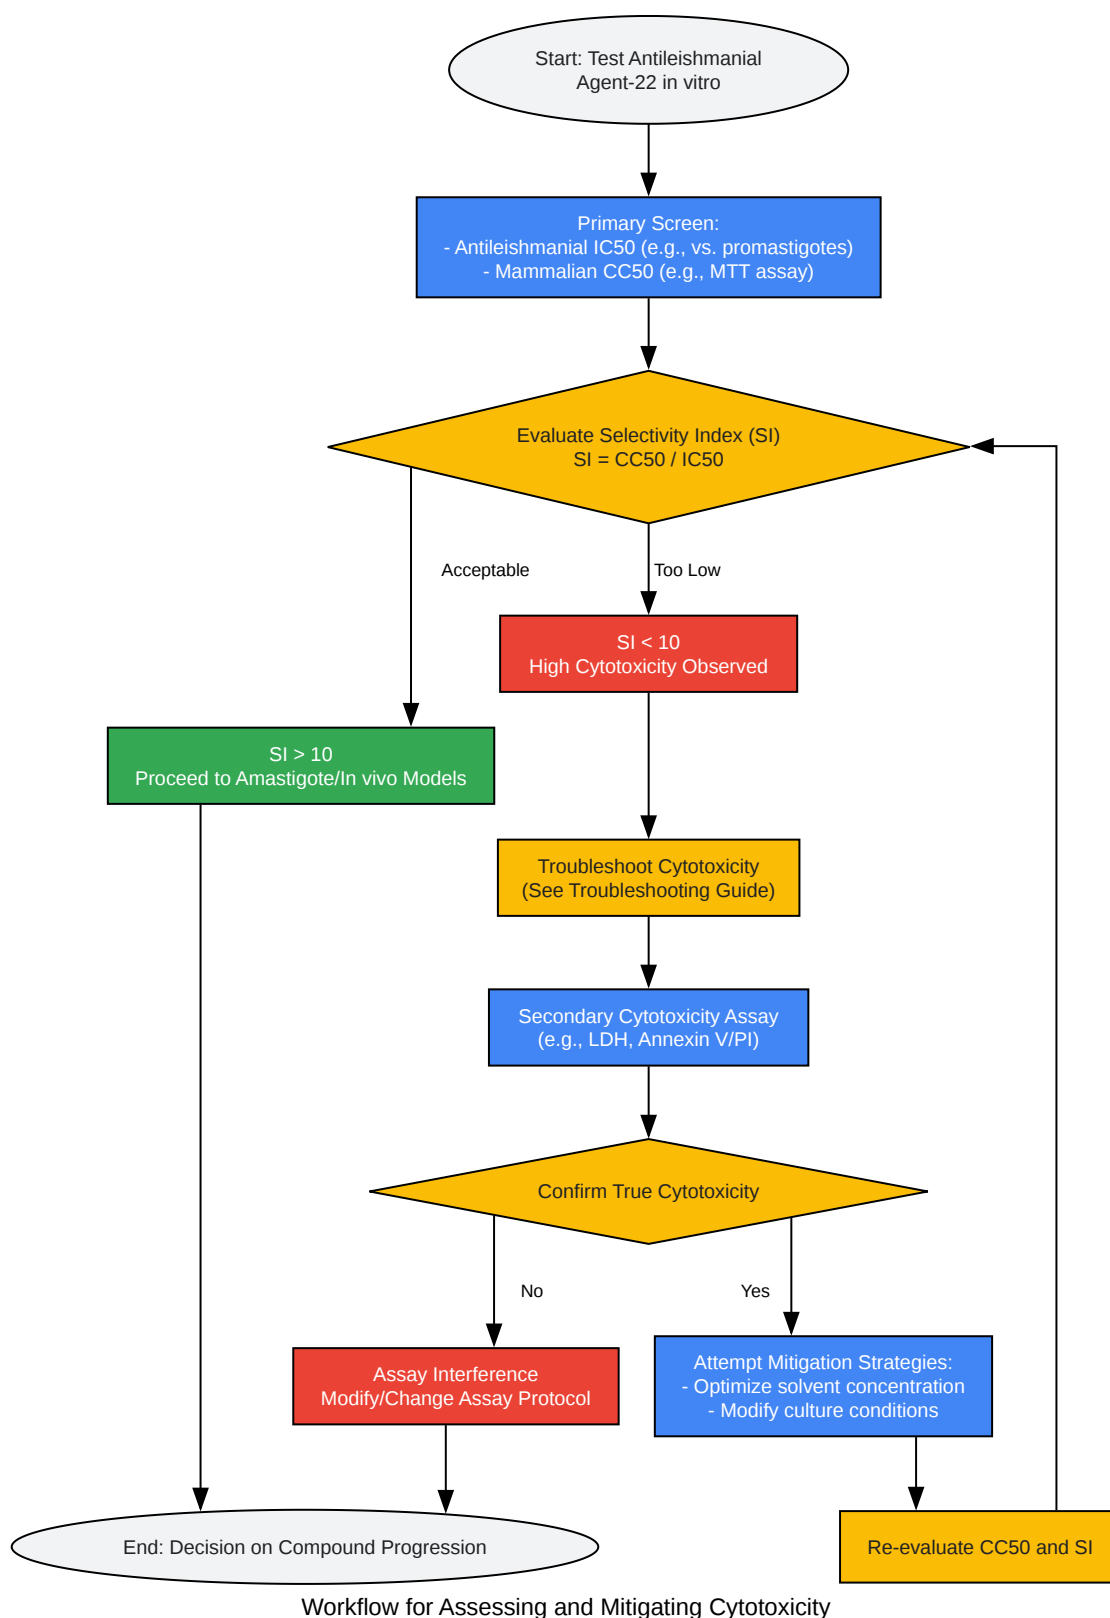 Start: Test Antileishmanial
Agent-22 in vitro
Primary Screen:
- Antileishmanial IC50 (e.g., vs. promastigotes)
- Mammalian CC50 (e.g., MTT assay)
Evaluate Selectivity Index (SI)
SI = CC50 / IC50
Acceptable
Too Low
SI < 10
High Cytotoxicity Observed
SI > 10
Proceed to Amastigote/In vivo Models
Troubleshoot Cytotoxicity
(See Troubleshooting Guide)
Secondary Cytotoxicity Assay
(e.g., LDH, Annexin V/PI)
Confirm True Cytotoxicity
No
Yes
Assay Interference
Modify/Change Assay Protocol
Attempt Mitigation Strategies:
- Optimize solvent concentration
- Modify culture conditions
End: Decision on Compound Progression
Re-evaluate CC50 and SI
Workflow for Assessing and Mitigating Cytotoxicity